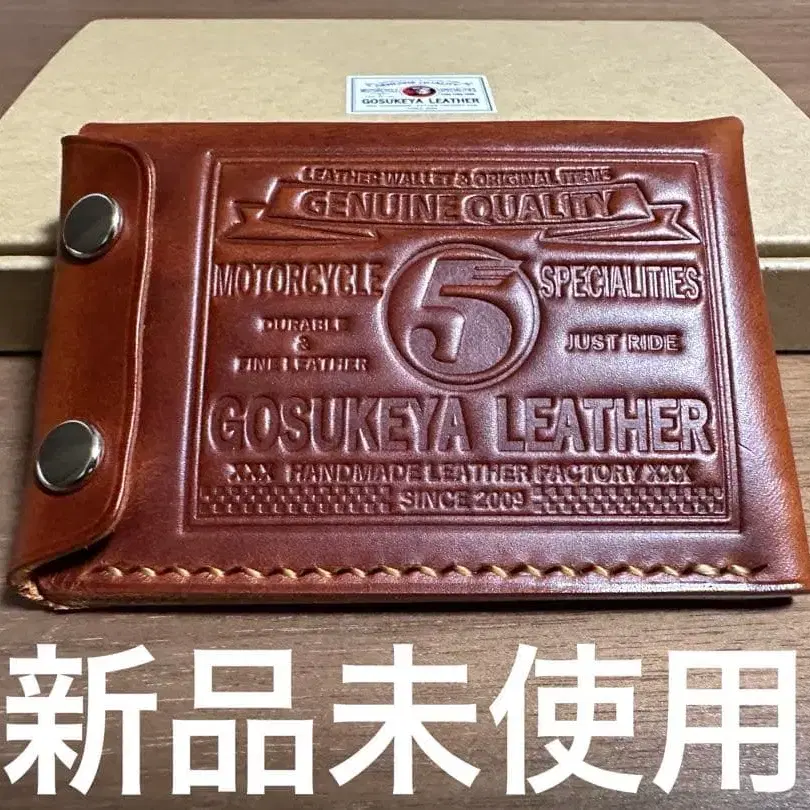 GOSUKEYA LEATHER
LEATHER WALLET & ORIGINAL ITEMS
GENUINE QUALITY
MOTORCYCLE 5 SPECIALITIES
DURABLE
&
FINE LEATHER
JUST RIDE
GOSUKEYA LEATHER
XXX HANDMADE LEATHER FACTORY XXX
SINCE 2009
新品未使用